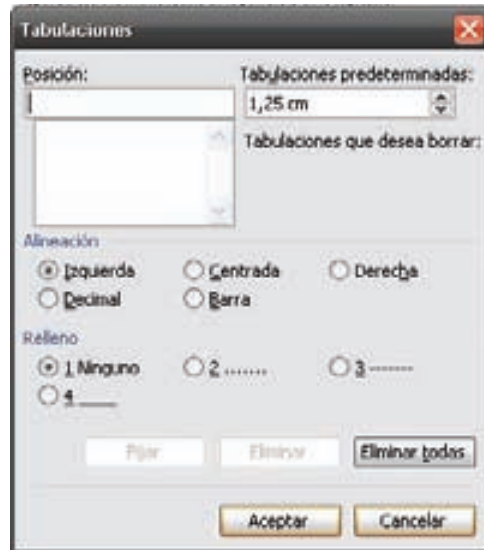 Tabulaciones
Posición: Tabulaciones predeterminadas:
1,25 cm
Tabulaciones que desea borrar:
Alineación
Izquierda Centrada Derecha
Decimal Barra
Relleno
1 Ninguno 2 ....... 3 -------
4 ____
Fijar Eliminar Eliminar todas
Aceptar Cancelar